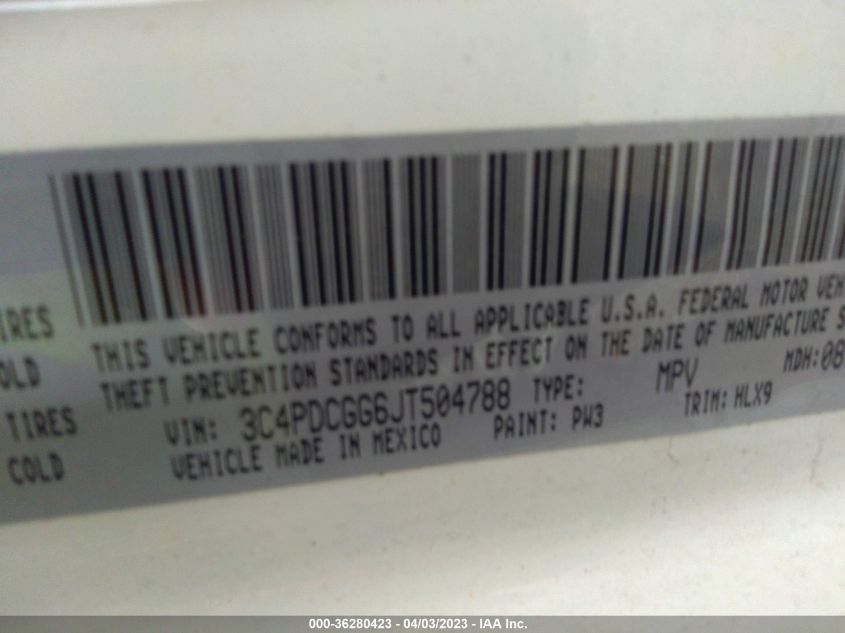 THIS VEHICLE CONFORMS TO ALL APPLICABLE U.S.A. FEDERAL MOTOR VEH
THEFT PREVENTION STANDARDS IN EFFECT ON THE DATE OF MANUFACTURE S
IRES
OLD
VIN: 3C4PDCGG6JT504788 TYPE: MPV MDH: 08
TIRES
VEHICLE MADE IN MEXICO PAINT: PW3 TRIM: HLX9
COLD
000-36280423 - 04/03/2023 - IAA Inc.